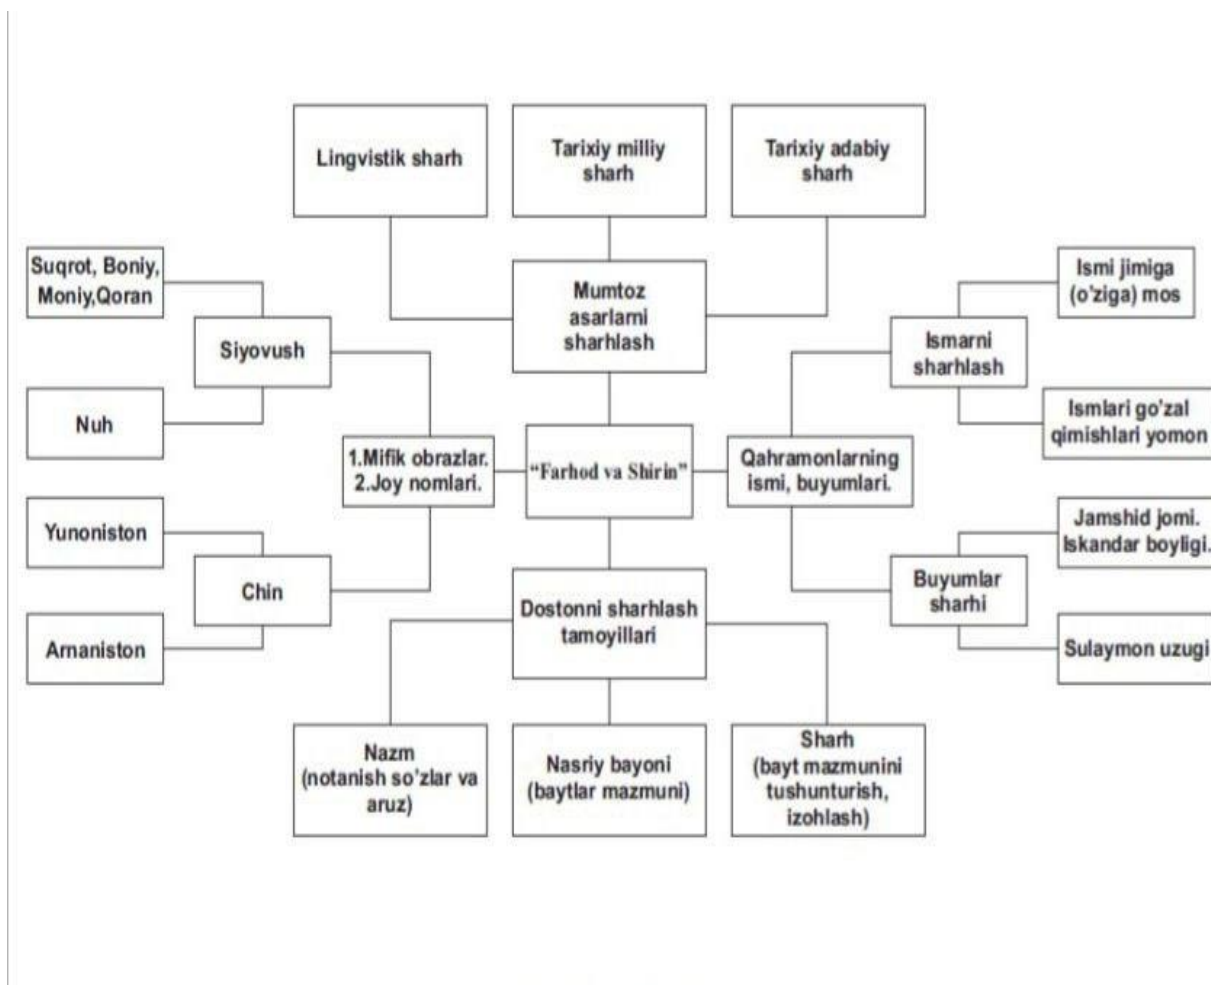 Lingvistik sharh
Tarixiy milliy
sharh
Tarixiy adabiy
sharh
Suqrot, Boniy,
Moniy,Qoran
Mumtoz
asarlarni
sharhlash
Ismi jimiga
(o'ziga) mos
Siyovush
Ismarni
sharhlash
Nuh
Ismlari go'zal
qimishlari yomon
1.Mifik obrazlar.
2.Joy nomlari.
“Farhod va Shirin”
Qahramonlarning
ismi, buyumlari.
Yunoniston
Jamshid jomi.
Iskandar boyligi.
Chin
Dostonni sharhlash
tamoyillari
Buyumlar
sharhi
Arnaniston
Sulaymon uzugi
Nazm
(notanish so'zlar va
aruz)
Nasriy bayoni
(baytlar mazmuni)
Sharh
(bayt mazmunini
tushunturish,
izohlash)